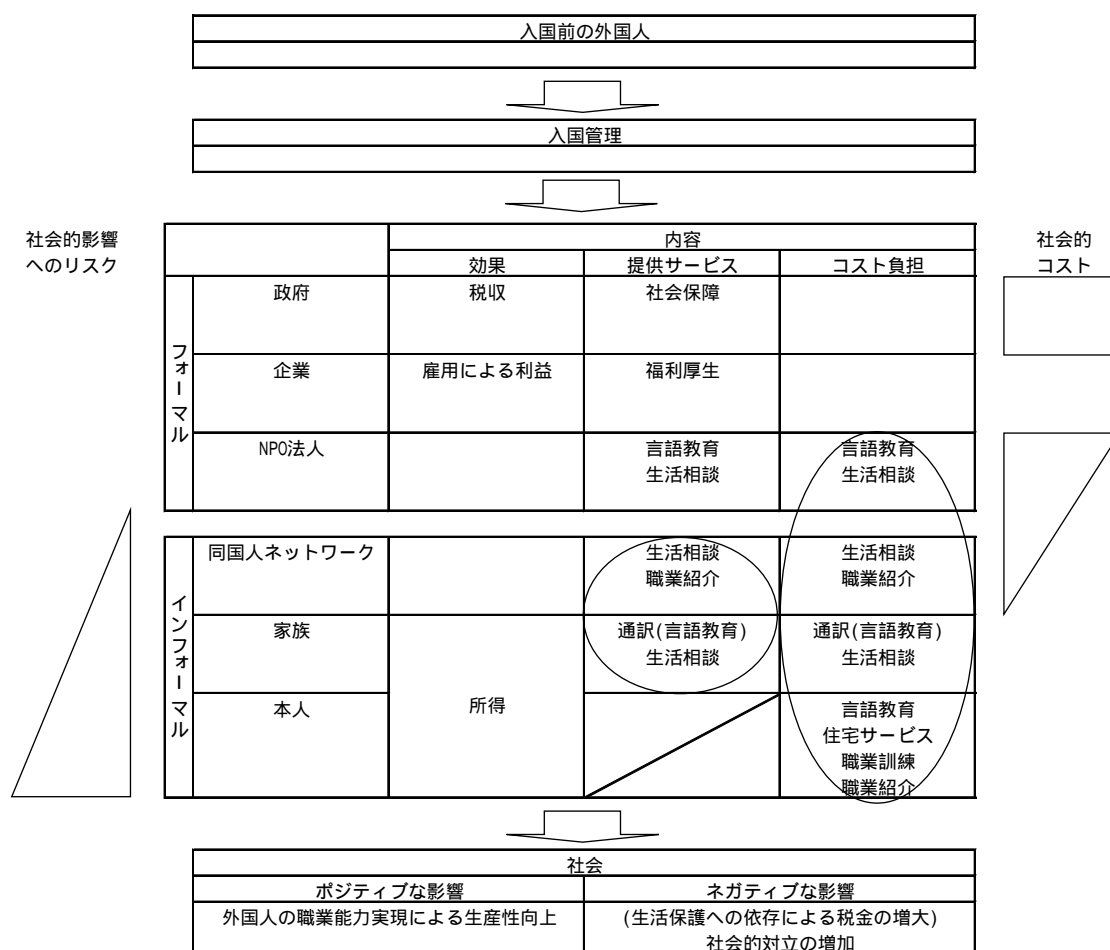 入国前の外国人
入国管理
社会的影響
へのリスク
社会的
コスト
内容
効果 提供サービス コスト負担
フォーマル
政府 税収 社会保障
企業 雇用による利益 福利厚生
NPO法人 言語教育 言語教育
生活相談 生活相談
インフォーマル
同国人ネットワーク 生活相談 生活相談
職業紹介 職業紹介
家族 通訳(言語教育) 通訳(言語教育)
生活相談 生活相談
本人 所得 言語教育
住宅サービス
職業訓練
職業紹介
社会
ポジティブな影響 ネガティブな影響
外国人の職業能力実現による生産性向上 (生活保護への依存による税金の増大)
社会的対立の増加